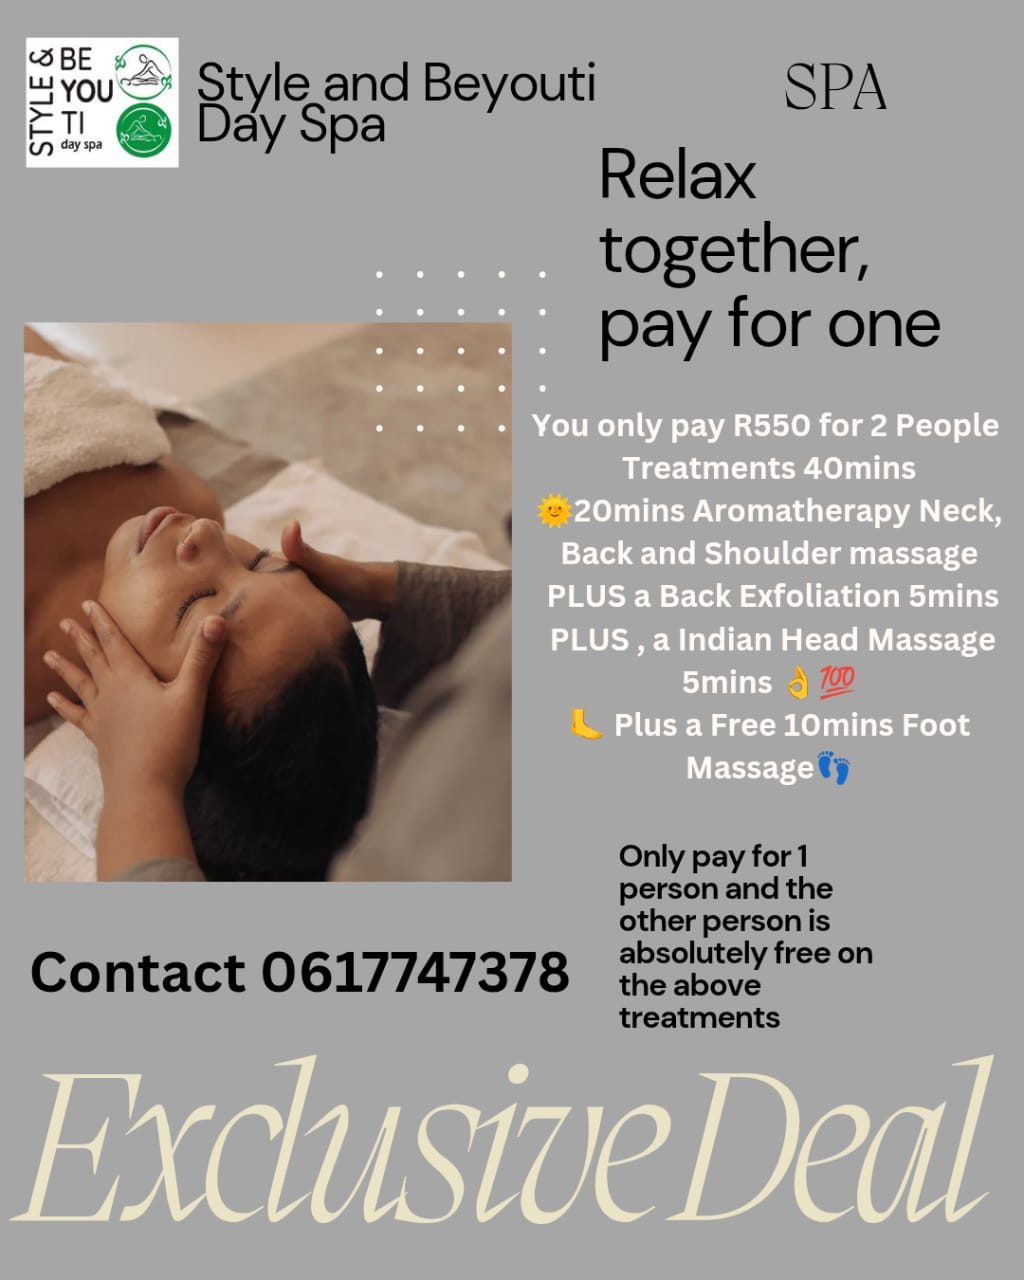 STYLE &
BE
YOU
TI
day spa
Style and Beyouti
Day Spa
SPA
Relax
together,
pay for one
You only pay R550 for 2 People
Treatments 40mins
🌞20mins Aromatherapy Neck,
Back and Shoulder massage
PLUS a Back Exfoliation 5mins
PLUS , a Indian Head Massage
5mins 👌💯
🦶 Plus a Free 10mins Foot
Massage👣
Only pay for 1
person and the
other person is
absolutely free on
the above
treatments
Contact 0617747378
Exclusive Deal